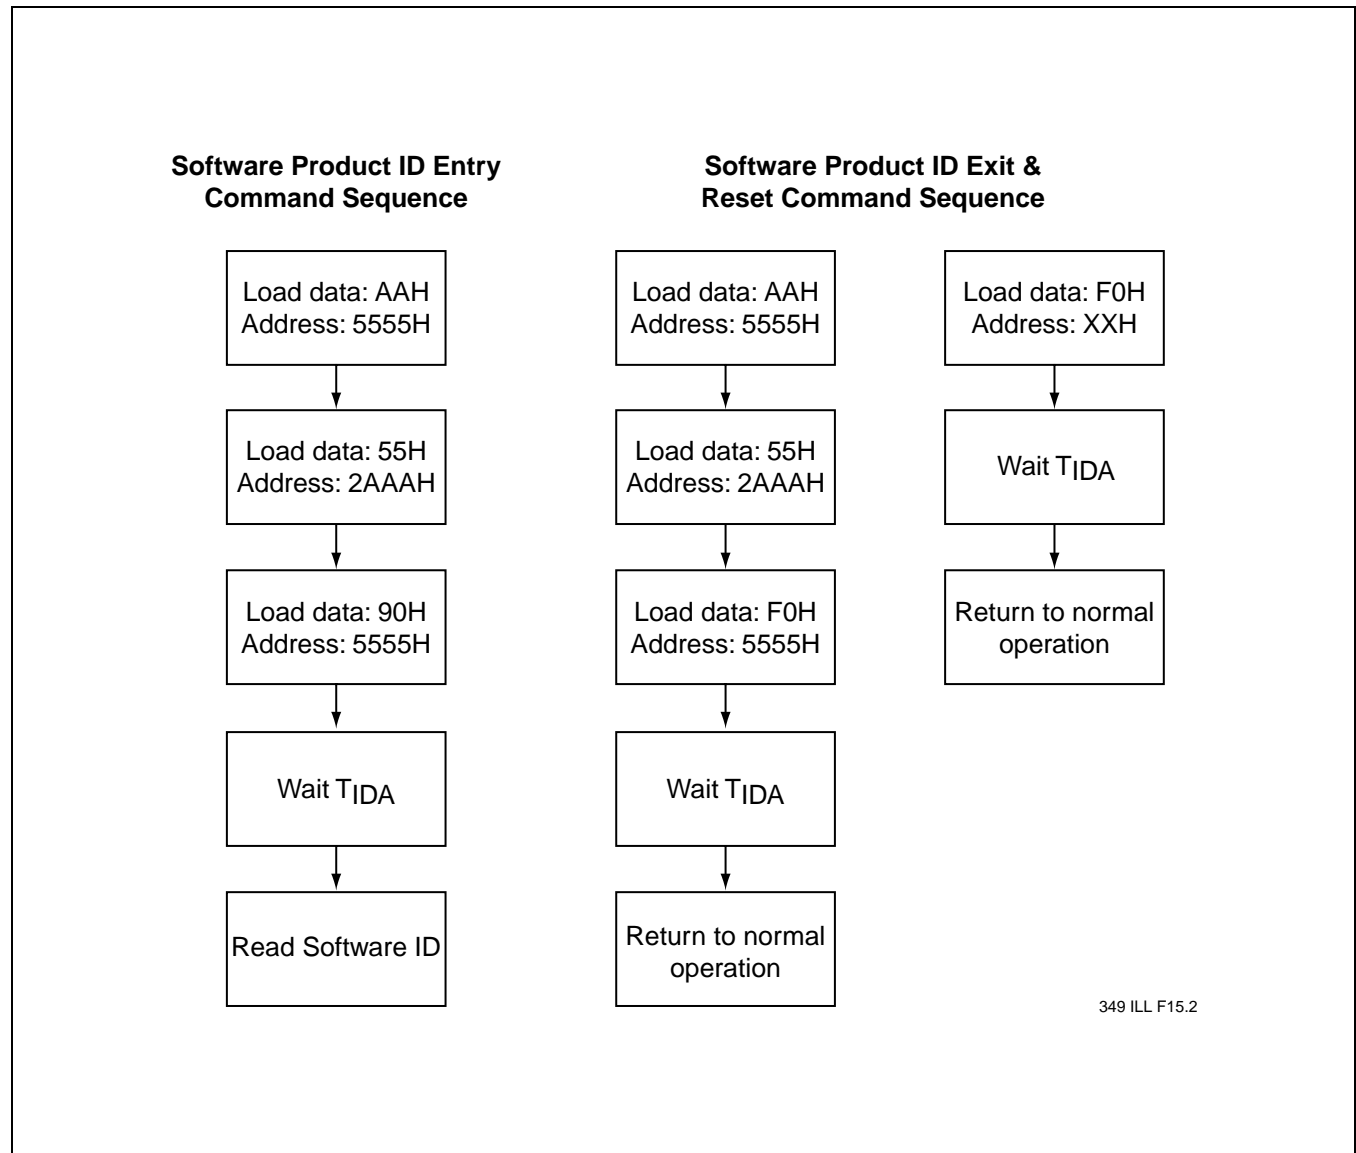 Software Product ID Entry
Command Sequence
Load data: AAH
Address: 5555H
Load data: 55H
Address: 2AAAH
Load data: 90H
Address: 5555H
Wait TIDA
Read Software ID
Software Product ID Exit &
Reset Command Sequence
Load data: AAH
Address: 5555H
Load data: 55H
Address: 2AAAH
Load data: F0H
Address: 5555H
Wait TIDA
Return to normal
operation
Load data: F0H
Address: XXH
Wait TIDA
Return to normal
operation
349 ILL F15.2